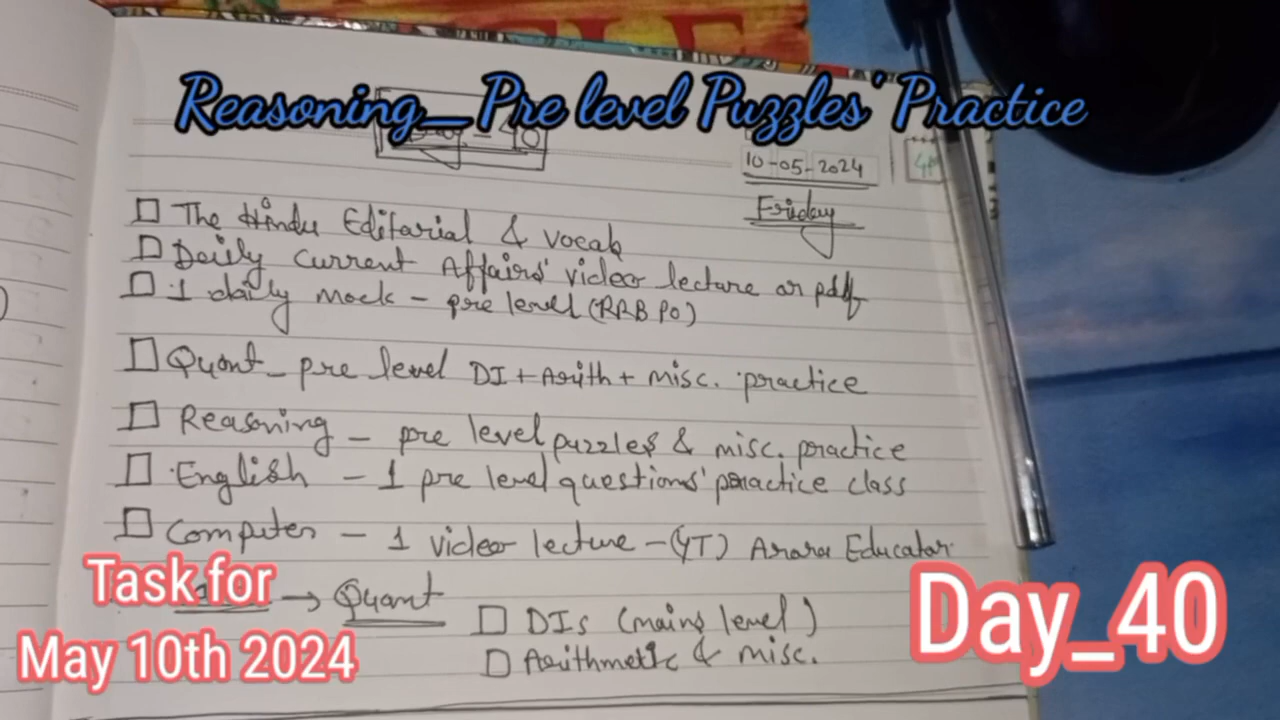 Reasoning_Pre level Puzzles' Practice
40
10-05-2024
Friday
The Hindu Editarial & vocab
Daily current Affairs' video lecture or pdf
1 daily mock - pre level (RRB PO)
Quant - pre level DI + Arith + misc. practice
Reasoning - pre level puzzles & misc. practice
English - 1 pre level questions' practice class
Computer - 1 video lecture - (YT) Arara Educator
→ Quant
DIs (mains level)
Arithmetic & misc.
Task for
May 10th 2024
Day_40